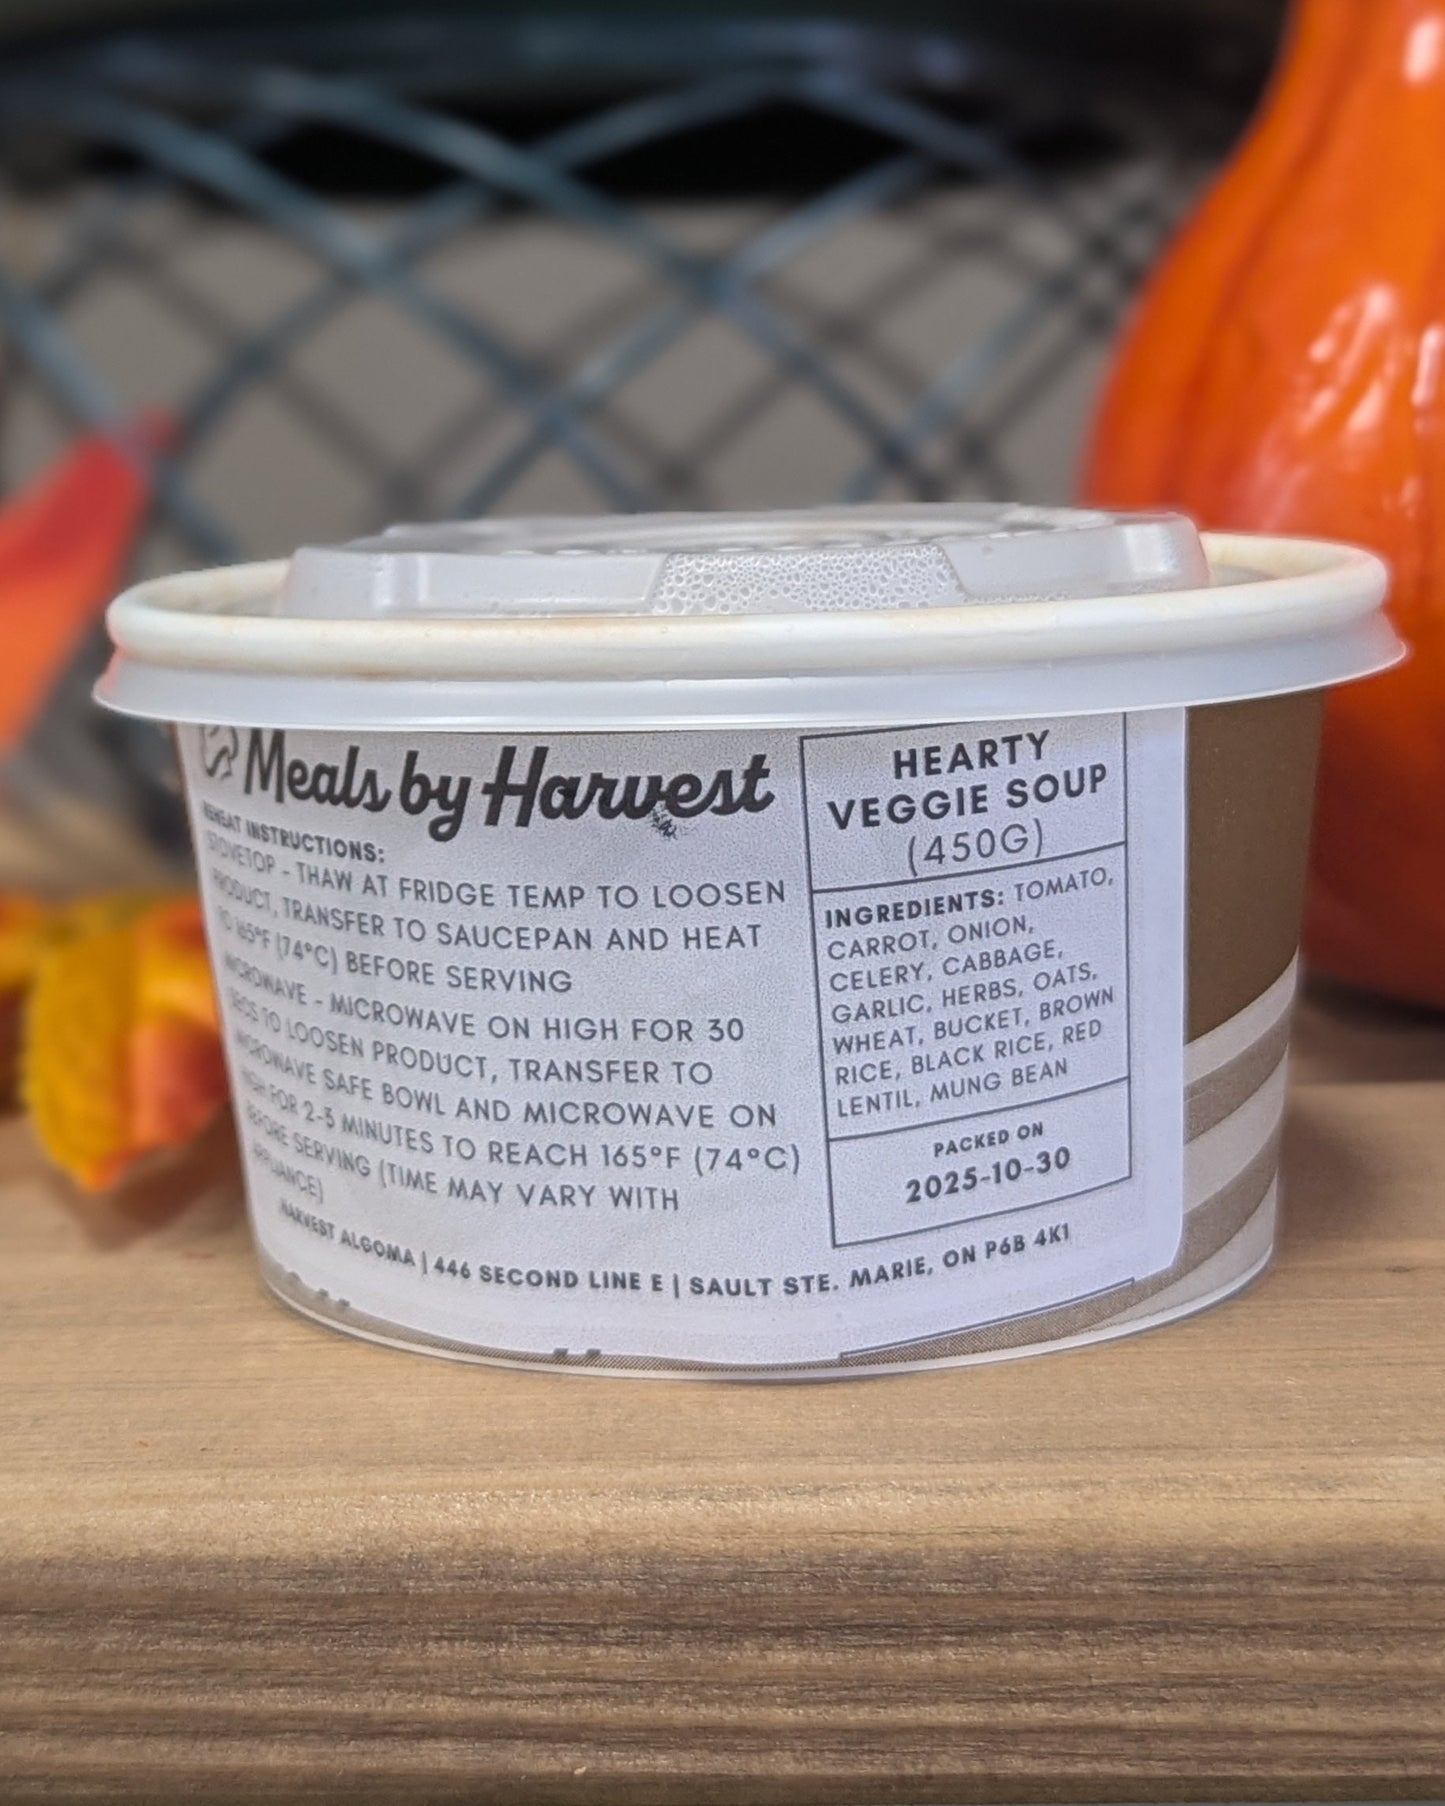 Meals by Harvest
REHEAT INSTRUCTIONS:
STOVETOP - THAW AT FRIDGE TEMP TO LOOSEN
PRODUCT, TRANSFER TO SAUCEPAN AND HEAT
TO 165°F (74°C) BEFORE SERVING
MICROWAVE - MICROWAVE ON HIGH FOR 30
SECS TO LOOSEN PRODUCT, TRANSFER TO
MICROWAVE SAFE BOWL AND MICROWAVE ON
HIGH FOR 2-3 MINUTES TO REACH 165°F (74°C)
BEFORE SERVING (TIME MAY VARY WITH
APPLIANCE)
HEARTY
VEGGIE SOUP
(450G)
INGREDIENTS: TOMATO,
CARROT, ONION,
CELERY, CABBAGE,
GARLIC, HERBS, OATS,
WHEAT, BUCKET, BROWN
RICE, BLACK RICE, RED
LENTIL, MUNG BEAN
PACKED ON
2025-10-30
HARVEST ALGOMA | 446 SECOND LINE E | SAULT STE. MARIE, ON P6B 4K1